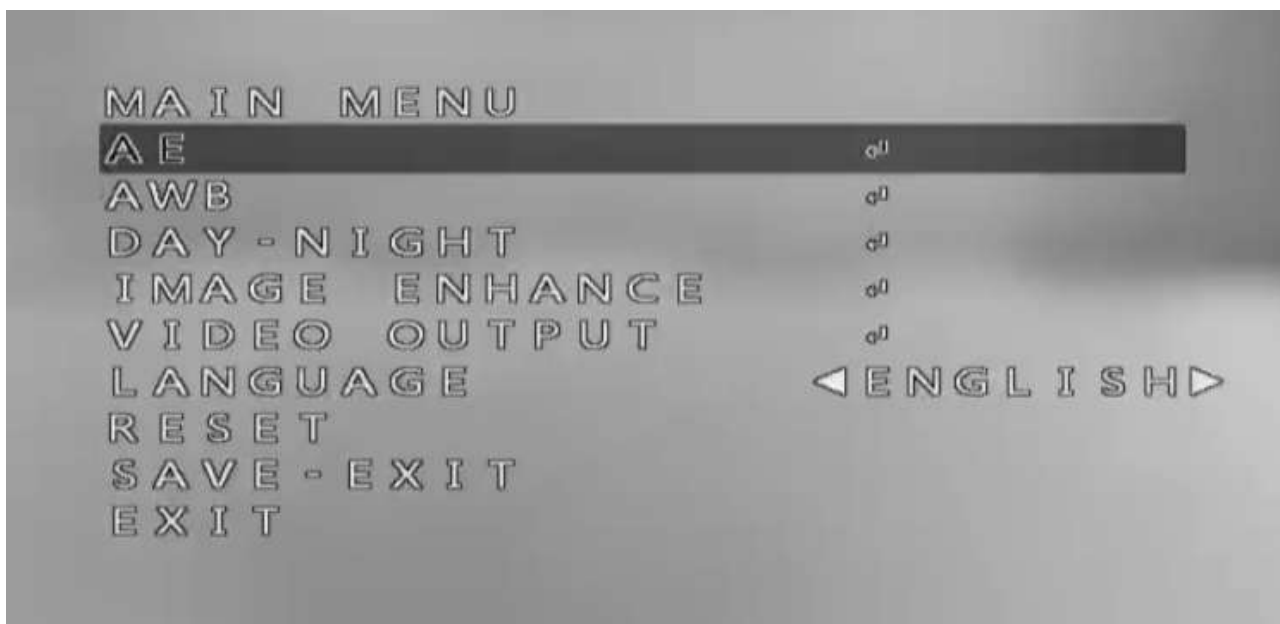 MAIN MENU
AE ↵
AWB ↵
DAY-NIGHT ↵
IMAGE ENHANCE ↵
VIDEO OUTPUT ↵
LANGUAGE ◁ENGLISH▷
RESET
SAVE-EXIT
EXIT